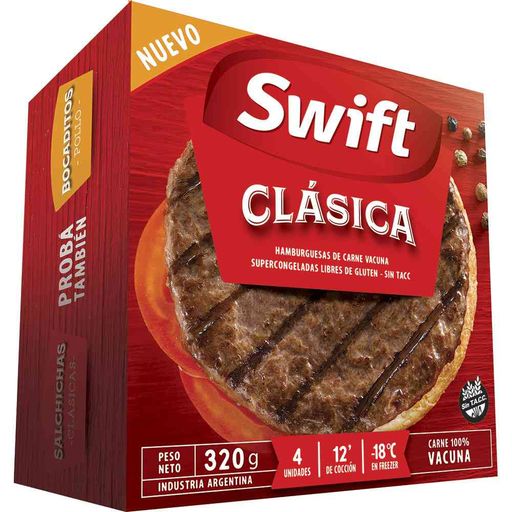 NUEVO
Swift
CLÁSICA
HAMBURGUESAS DE CARNE VACUNA
SUPERCONGELADAS LIBRES DE GLUTEN - SIN TACC
BOCADITOS
- POLLO -
PROBÁ
TAMBIÉN
SALCHICHAS
- CLÁSICAS -
Sin T.A.C.C.
PESO
NETO
320g
INDUSTRIA ARGENTINA
4
UNIDADES
12'
DE COCCIÓN
-18°C
EN FREEZER
CARNE 100%
VACUNA